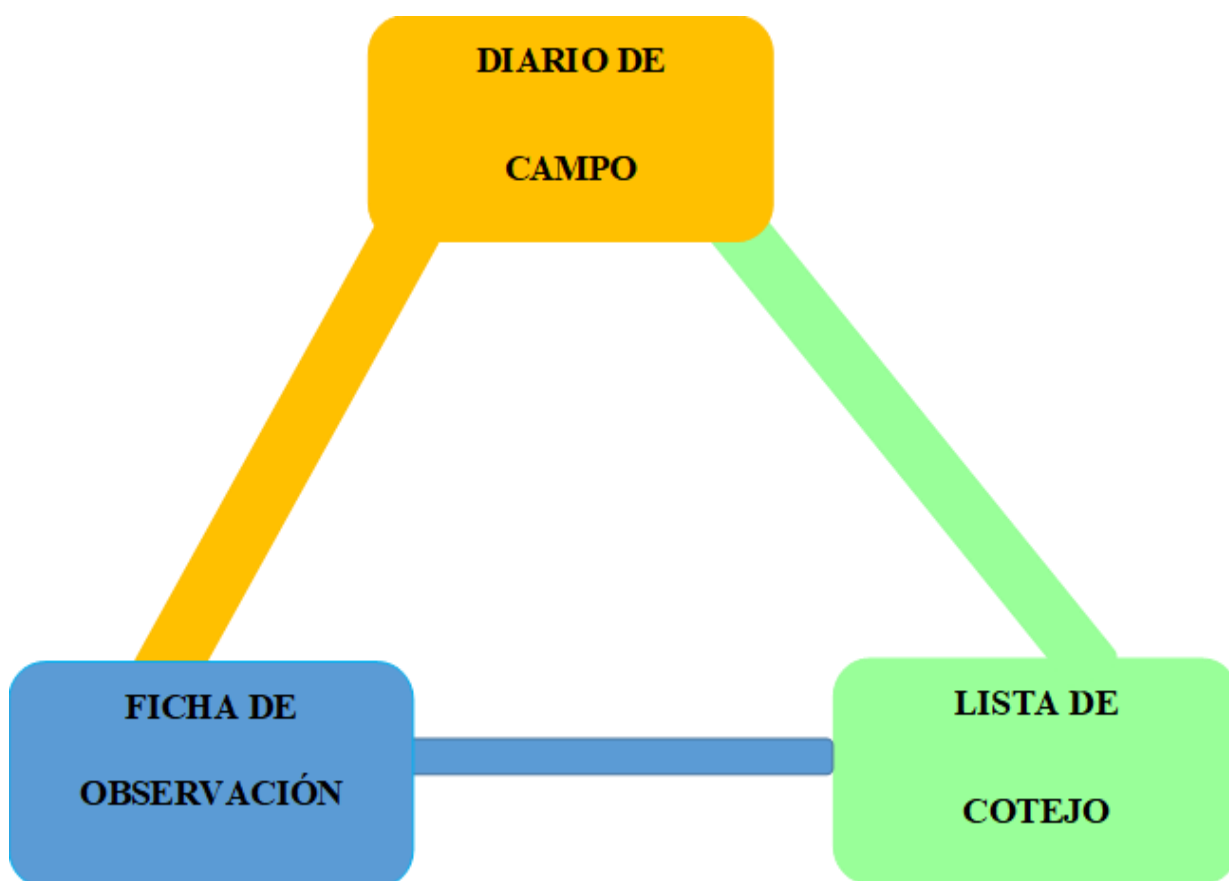 DIARIO DE
CAMPO
FICHA DE
OBSERVACIÓN
LISTA DE
COTEJO